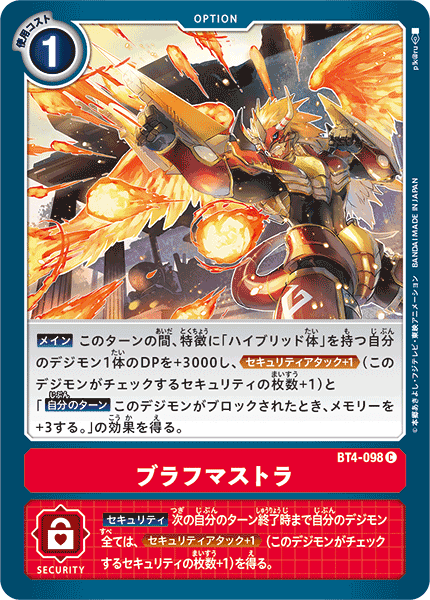 OPTION
使用コスト
1
p!k@ru
©本郷あきよし・フジテレビ・東映アニメーション BANDAI MADE IN JAPAN
メイン このターンの間、特徴に「ハイブリッド体」を持つ自分
のデジモン1体のDPを+3000し、セキュリティアタック+1 (この
デジモンがチェックするセキュリティの枚数+1)と
「自分のターン このデジモンがブロックされたとき、メモリーを
+3する。」の効果を得る。
BT4-098 C
ブラフマストラ
セキュリティ 次の自分のターン終了時まで自分のデジモン
全ては、セキュリティアタック+1 (このデジモンがチェック
するセキュリティの枚数+1)を得る。
SECURITY